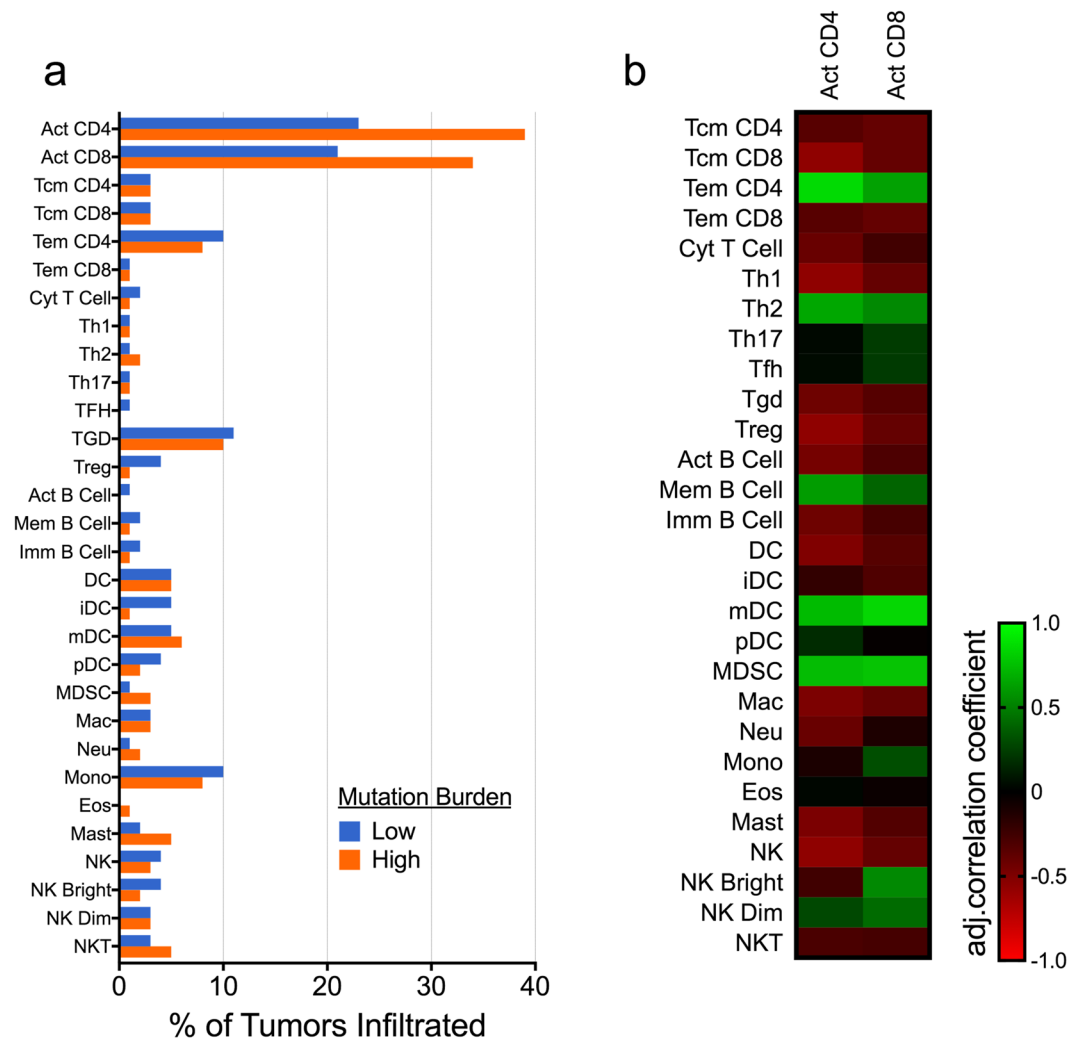 a
Act CD4
Act CD8
Tcm CD4
Tcm CD8
Tem CD4
Tem CD8
Cyt T Cell
Th1
Th2
Th17
TFH
TGD
Treg
Act B Cell
Mem B Cell
Imm B Cell
DC
iDC
mDC
pDC
MDSC
Mac
Neu
Mono
Eos
Mast
NK
NK Bright
NK Dim
NKT
0 10 20 30 40
% of Tumors Infiltrated
Mutation Burden
Low
High
b
Act CD4
Act CD8
Tcm CD4
Tcm CD8
Tem CD4
Tem CD8
Cyt T Cell
Th1
Th2
Th17
Tfh
Tgd
Treg
Act B Cell
Mem B Cell
Imm B Cell
DC
iDC
mDC
pDC
MDSC
Mac
Neu
Mono
Eos
Mast
NK
NK Bright
NK Dim
NKT
adj.correlation coefficient
1.0
0.5
0
-0.5
-1.0